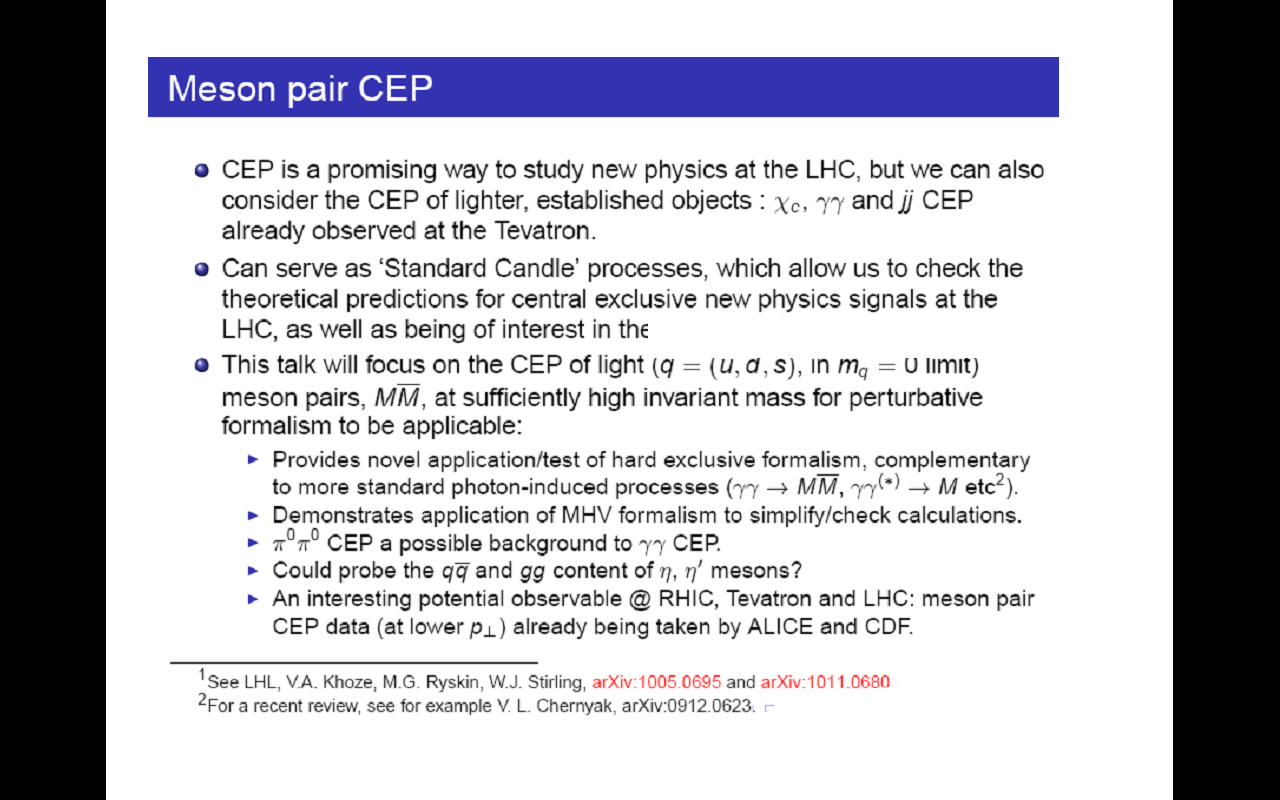 Meson pair CEP
CEP is a promising way to study new physics at the LHC, but we can also
consider the CEP of lighter, established objects : χc, γγ and jj CEP
already observed at the Tevatron.
Can serve as ‘Standard Candle’ processes, which allow us to check the
theoretical predictions for central exclusive new physics signals at the
LHC, as well as being of interest in the
This talk will focus on the CEP of light (q = (u, d, s), in m_q = 0 limit)
meson pairs, MM̅, at sufficiently high invariant mass for perturbative
formalism to be applicable:
► Provides novel application/test of hard exclusive formalism, complementary
to more standard photon-induced processes (γγ → MM̅, γγ(*) → M etc²).
► Demonstrates application of MHV formalism to simplify/check calculations.
► π⁰π⁰ CEP a possible background to γγ CEP.
► Could probe the qq̅ and gg content of η, η′ mesons?
► An interesting potential observable @ RHIC, Tevatron and LHC: meson pair
CEP data (at lower p⊥) already being taken by ALICE and CDF.
¹See LHL, V.A. Khoze, M.G. Ryskin, W.J. Stirling, arXiv:1005.0695 and arXiv:1011.0680
²For a recent review, see for example V. L. Chernyak, arXiv:0912.0623